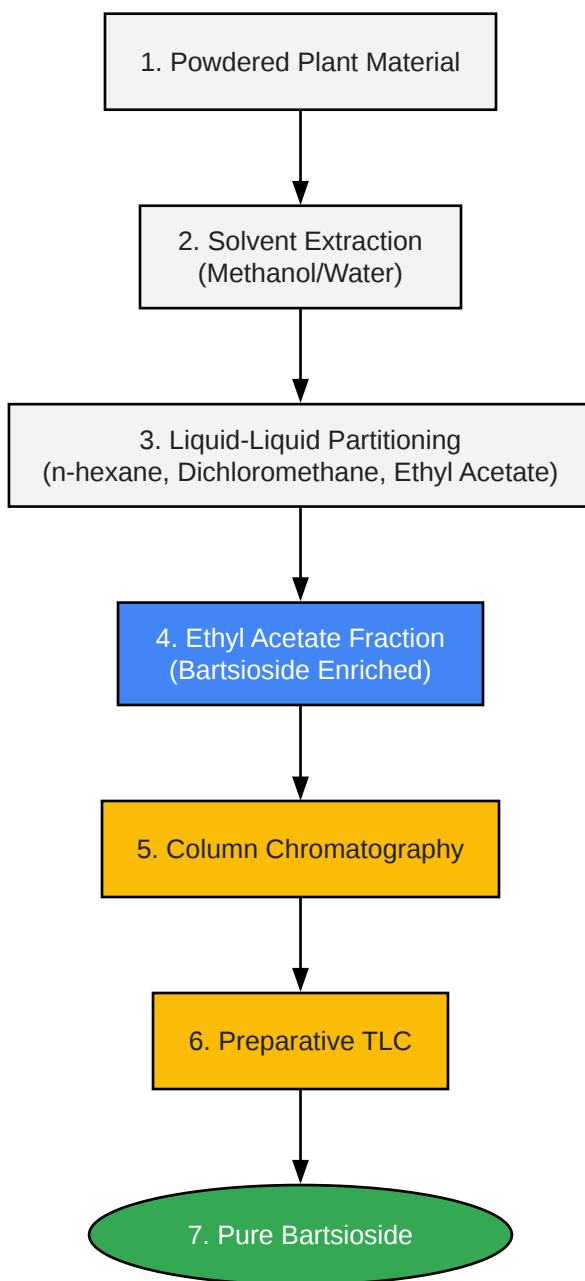 1. Powdered Plant Material
2. Solvent Extraction
(Methanol/Water)
3. Liquid-Liquid Partitioning
(n-hexane, Dichloromethane, Ethyl Acetate)
4. Ethyl Acetate Fraction
(Bartsioside Enriched)
5. Column Chromatography
6. Preparative TLC
7. Pure Bartsioside